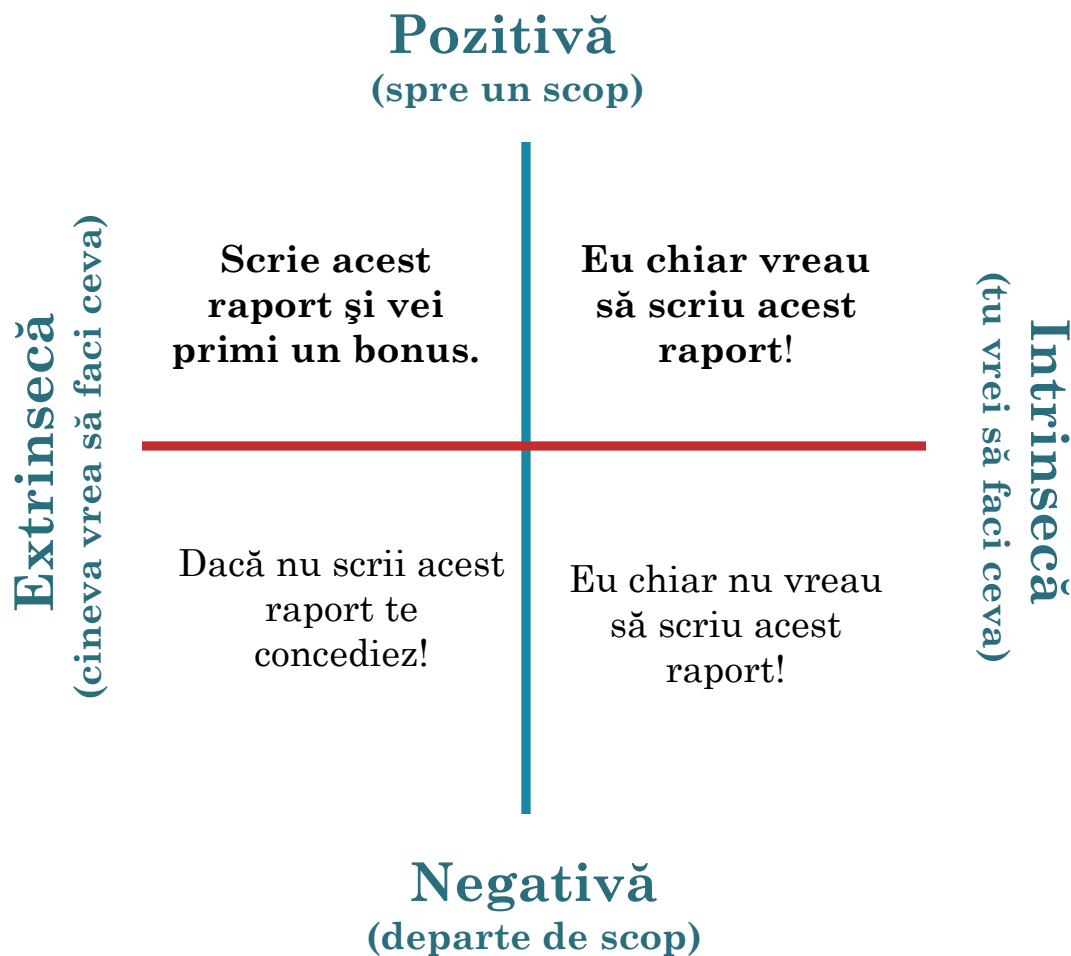 Pozitivă
(spre un scop)
Extrinsecă
(cineva vrea să faci ceva)
Scrie acest
raport şi vei
primi un bonus.
Eu chiar vreau
să scriu acest
raport!
Intrinsecă
(tu vrei să faci ceva)
Dacă nu scrii acest
raport te
concediez!
Eu chiar nu vreau
să scriu acest
raport!
Negativă
(departe de scop)